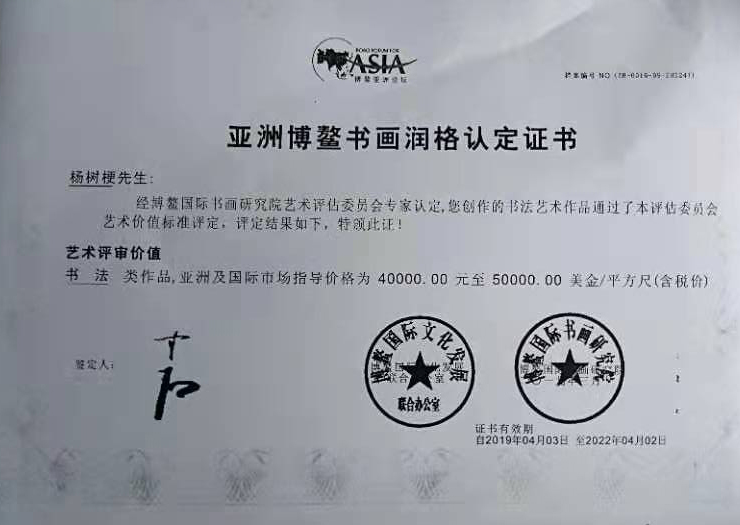 BOAO FORUM FOR
ASIA
博鳌亚洲论坛
亚洲博鳌书画润格认定证书
杨树梗先生:
经博鳌国际书画研究院艺术评估委员会专家认定,您创作的书法艺术作品通过了本评估委员会
艺术价值标准评定，评定结果如下，特颁此证！
艺术评审价值
书 法 类作品,亚洲及国际市场指导价格为 40000.00 元至 50000.00 美金/平方尺(含税价)
鉴定人:
博鳌国际文化发展
联合办公室
博鳌国际书画研究院
证书有效期
自2019年04月03日 至2022年04月02日